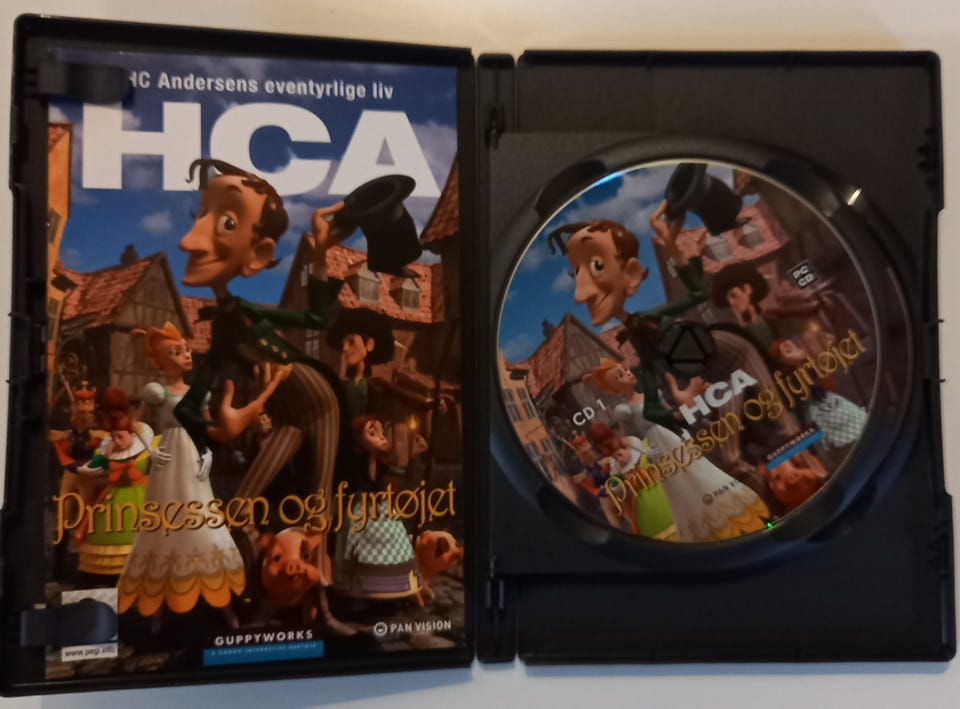 HC Andersens eventyrlige liv
HCA
Prinsessen og fyrtøjet
www.pegi.info
GUPPYWORKS
PAN VISION
PC
CD
CD 1
HCA
Prinsessen og fyrtøjet
GUPPYWORKS
PAN VISION